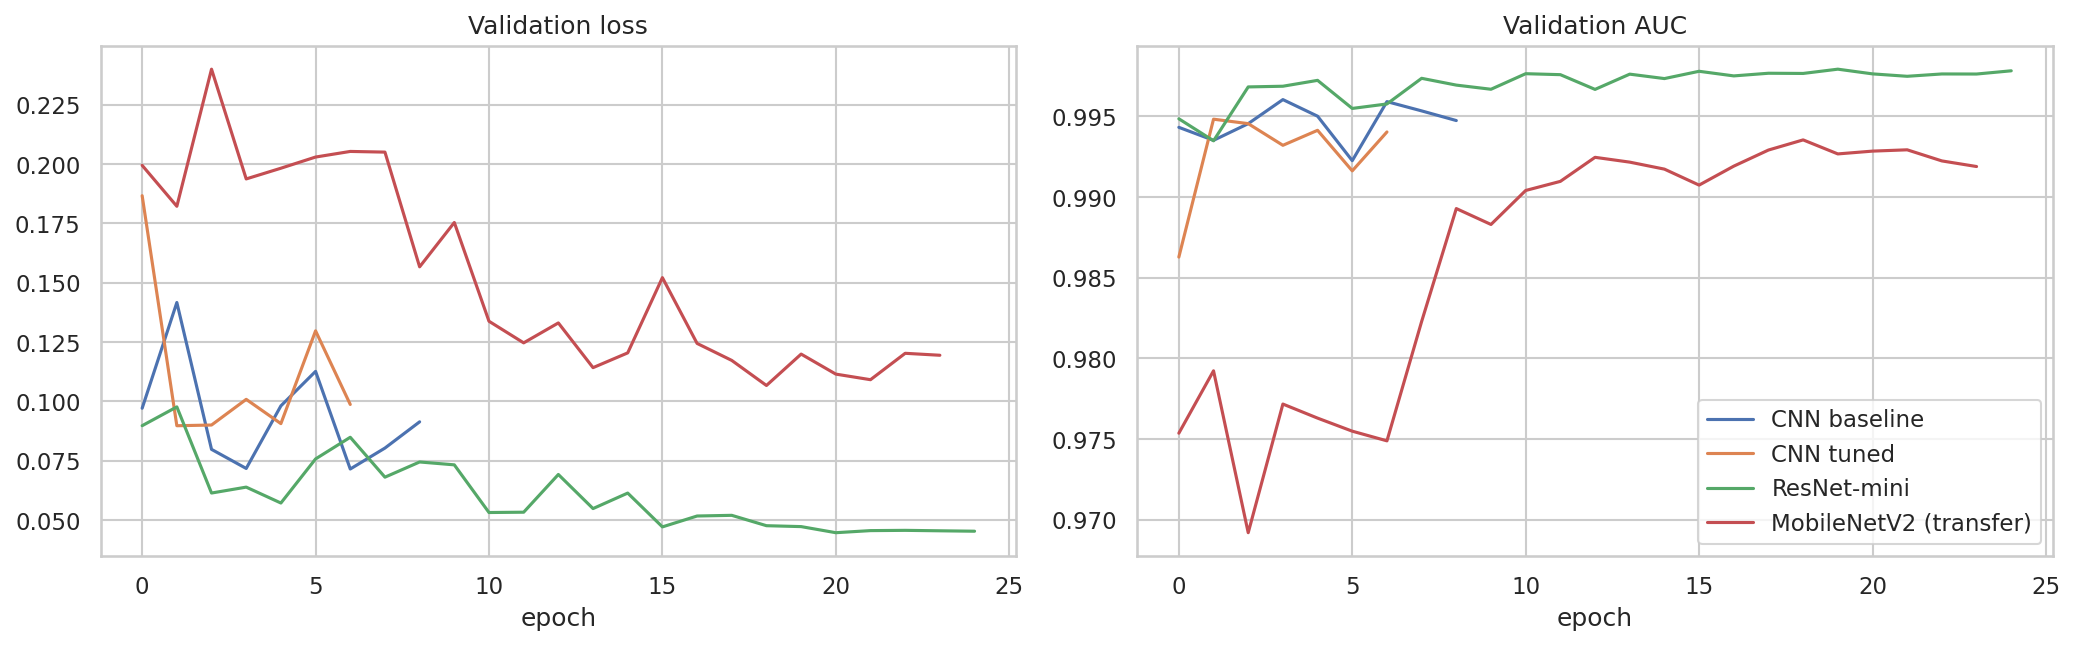 Validation loss
0.225
0.200
0.175
0.150
0.125
0.100
0.075
0.050
0 5 10 15 20 25
epoch
Validation AUC
0.995
0.990
0.985
0.980
0.975
0.970
CNN baseline
CNN tuned
ResNet-mini
MobileNetV2 (transfer)
0 5 10 15 20 25
epoch